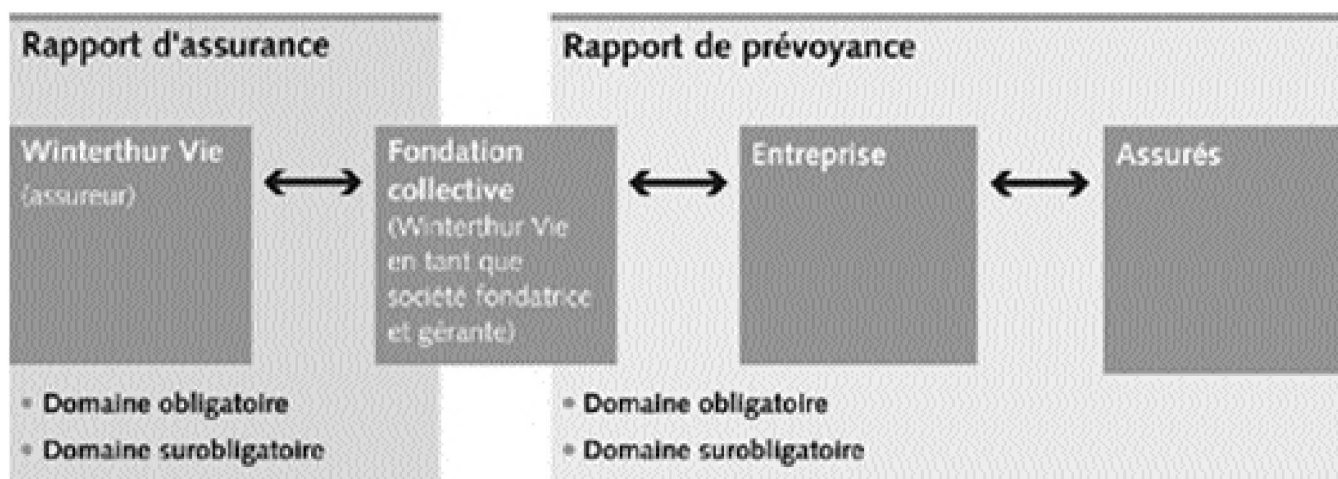 Rapport d'assurance
Rapport de prévoyance
Winterthur Vie
(assureur)
Fondation
collective
(Winterthur Vie
en tant que
société fondatrice
et gérante)
Entreprise
Assurés
• Domaine obligatoire
• Domaine surobligatoire
• Domaine obligatoire
• Domaine surobligatoire